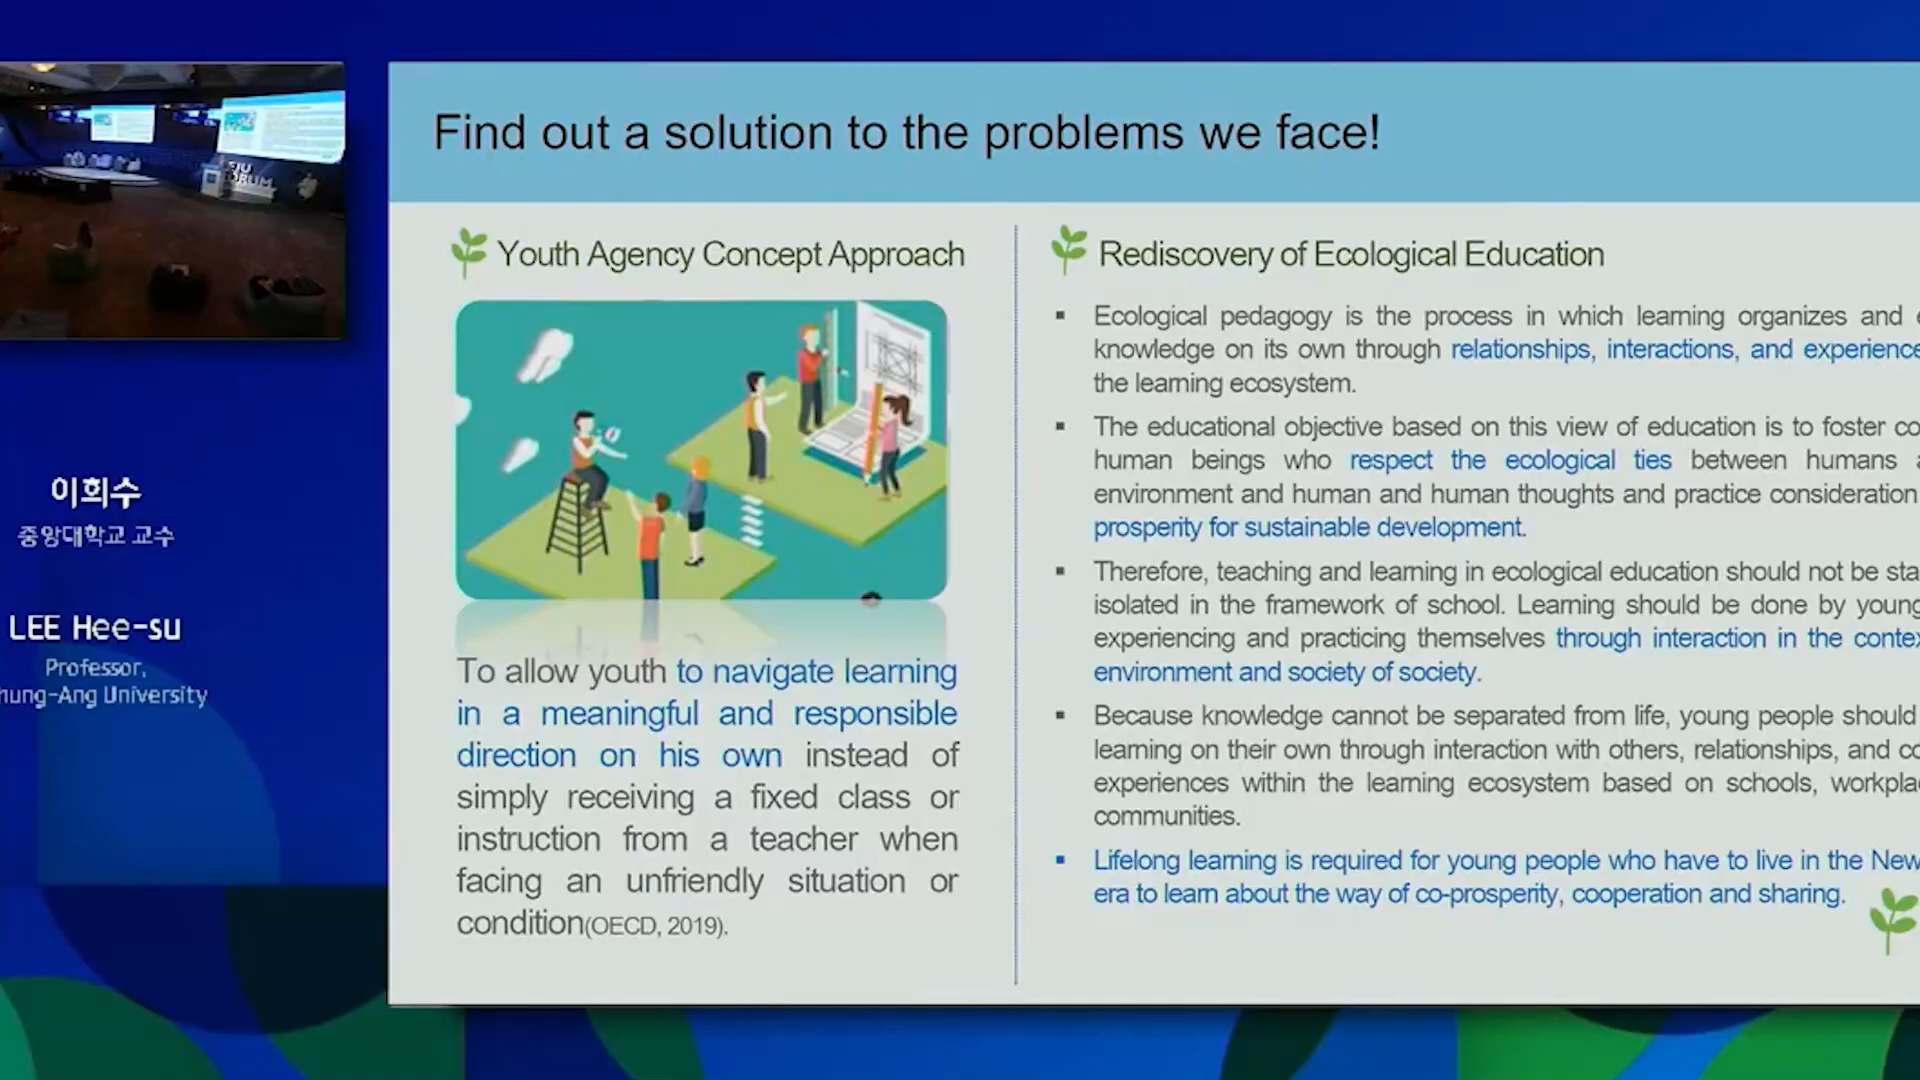 Find out a solution to the problems we face!
Youth Agency Concept Approach
To allow youth to navigate learning
in a meaningful and responsible
direction on his own instead of
simply receiving a fixed class or
instruction from a teacher when
facing an unfriendly situation or
condition(OECD, 2019).
Rediscovery of Ecological Education
Ecological pedagogy is the process in which learning organizes and
knowledge on its own through relationships, interactions, and experience
the learning ecosystem.
The educational objective based on this view of education is to foster
human beings who respect the ecological ties between humans
environment and human and human thoughts and practice consideration
prosperity for sustainable development.
Therefore, teaching and learning in ecological education should not be
isolated in the framework of school. Learning should be done by young
experiencing and practicing themselves through interaction in the
environment and society of society.
Because knowledge cannot be separated from life, young people should
learning on their own through interaction with others, relationships, and
experiences within the learning ecosystem based on schools,
communities.
Lifelong learning is required for young people who have to live in the New
era to learn about the way of co-prosperity, cooperation and sharing.
이희수
중앙대학교 교수
LEE Hee-su
Professor,
hung-Ang University